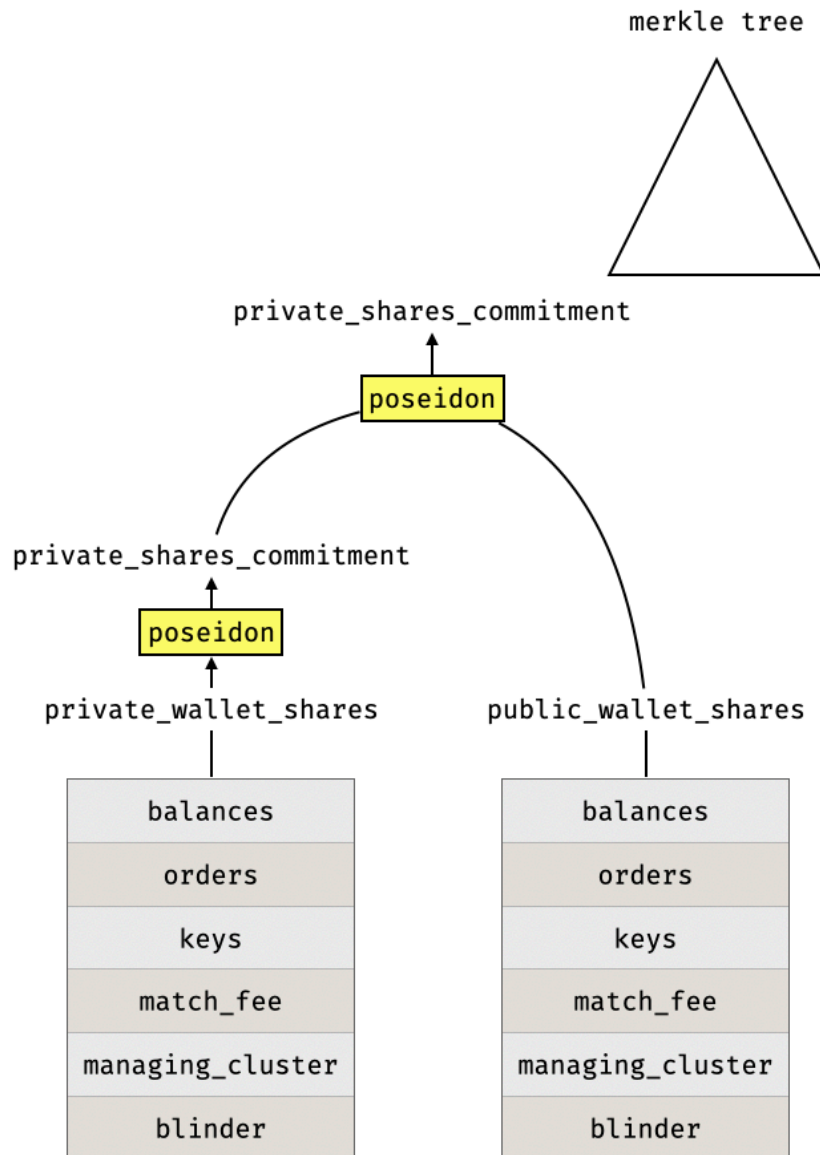 merkle tree
private_shares_commitment
poseidon
private_shares_commitment
poseidon
private_wallet_shares
public_wallet_shares
balances
balances
orders
orders
keys
keys
match_fee
match_fee
managing_cluster
managing_cluster
blinder
blinder